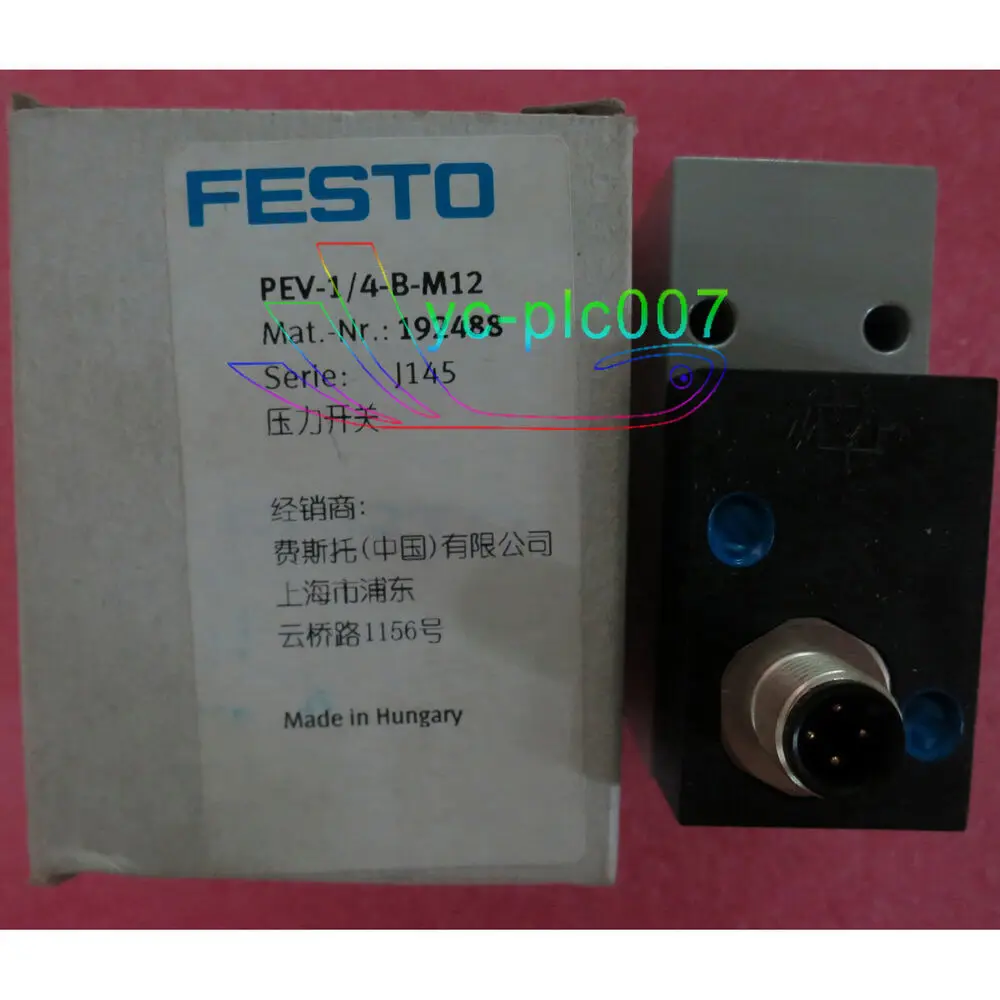 FESTO
PEV-1/4-B-M12
Mat.-Nr.: 192488
yc-plc007
Serie: J145
压力开关
经销商:
费斯托(中国)有限公司
上海市浦东
云桥路1156号
Made in Hungary